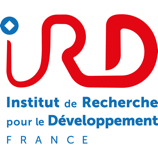 IRD
Institut de Recherche
pour le Développement
FRANCE